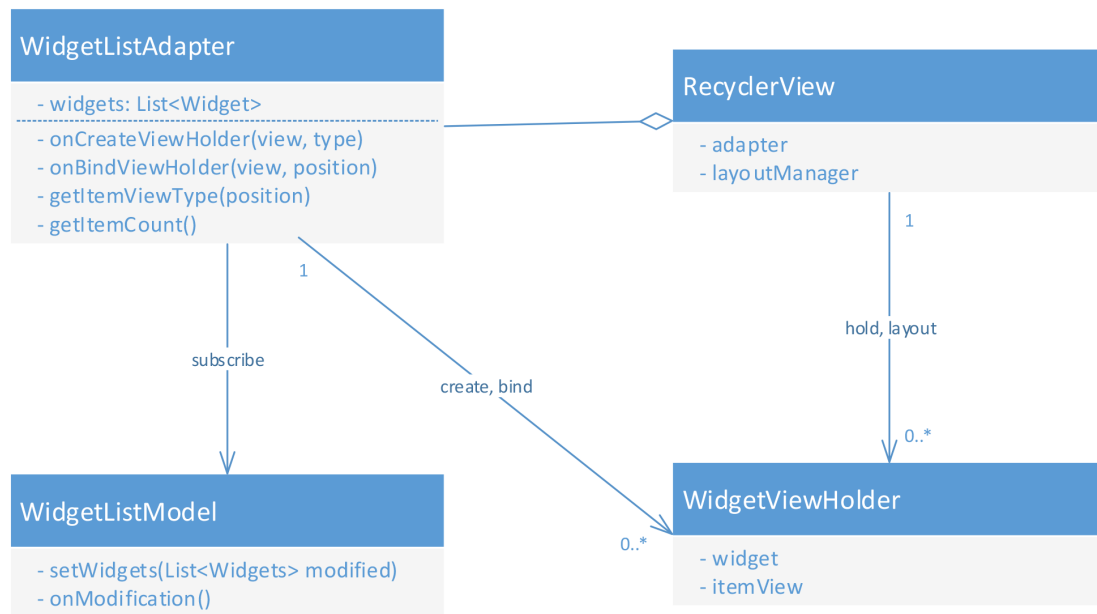 WidgetListAdapter
- widgets: List<Widget>
- onCreateViewHolder(view, type)
- onBindViewHolder(view, position)
- getItemViewType(position)
- getItemCount()
RecyclerView
- adapter
- layoutManager
1
1
hold, layout
subscribe
create, bind
0..*
0..*
WidgetListModel
- setWidgets(List<Widgets> modified)
- onModification()
WidgetViewHolder
- widget
- itemView